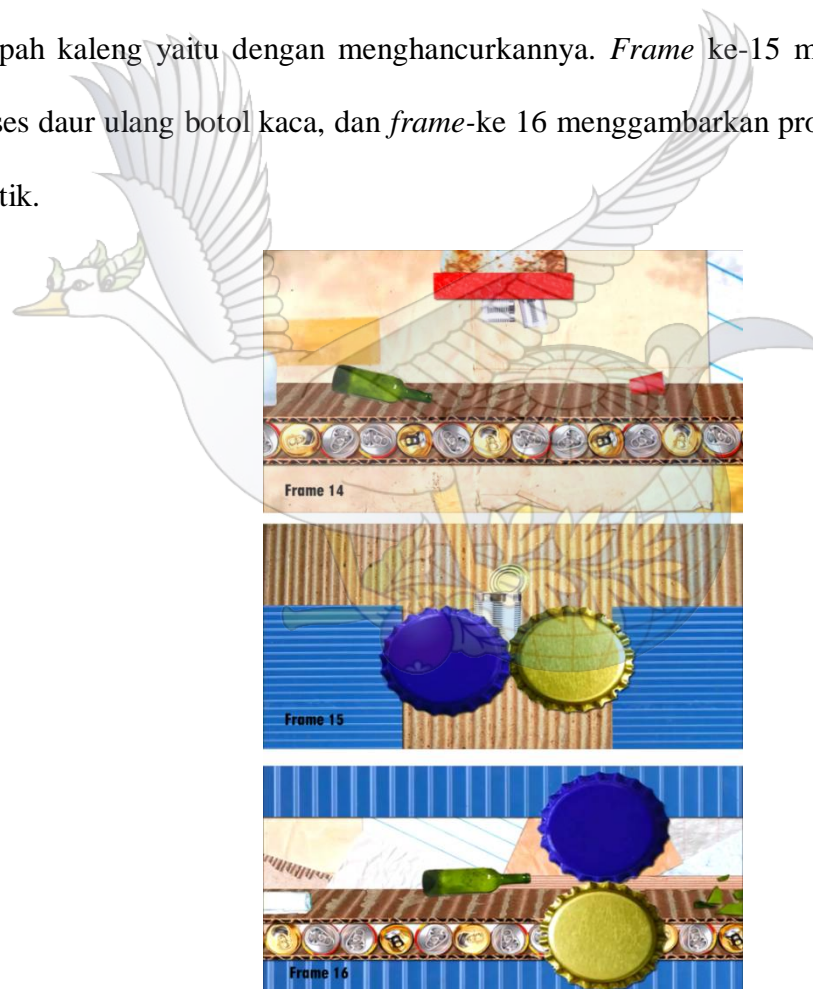 pah kaleng yaitu dengan menghancurkannya. Frame ke-15 m
ses daur ulang botol kaca, dan frame-ke 16 menggambarkan pro
tik.
Frame 14
Frame 15
Frame 16